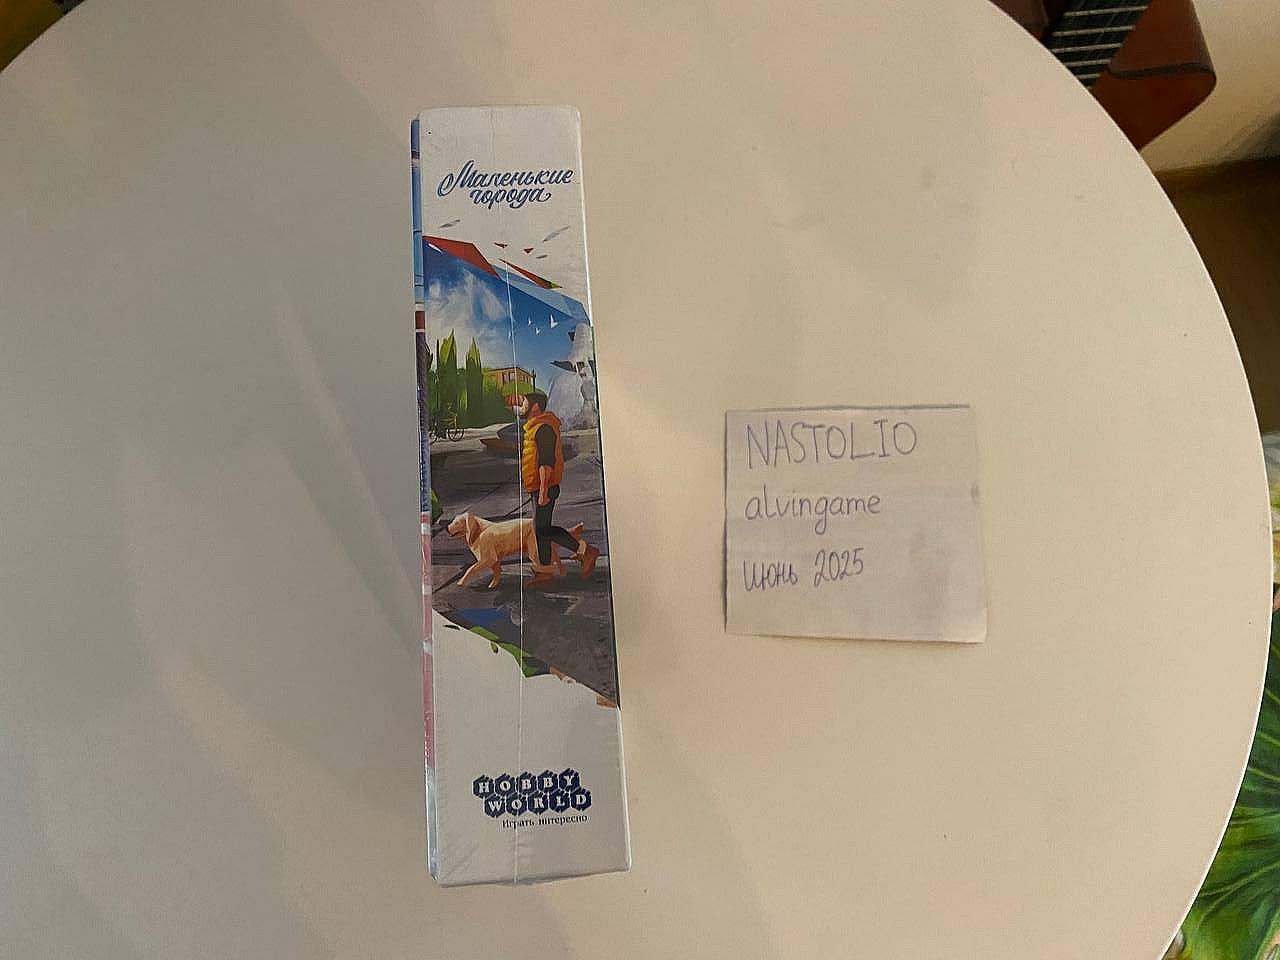 Маленькие
города
HOBBY
WORLD
Играть интересно
NASTOLIO
alvingame
июнь 2025